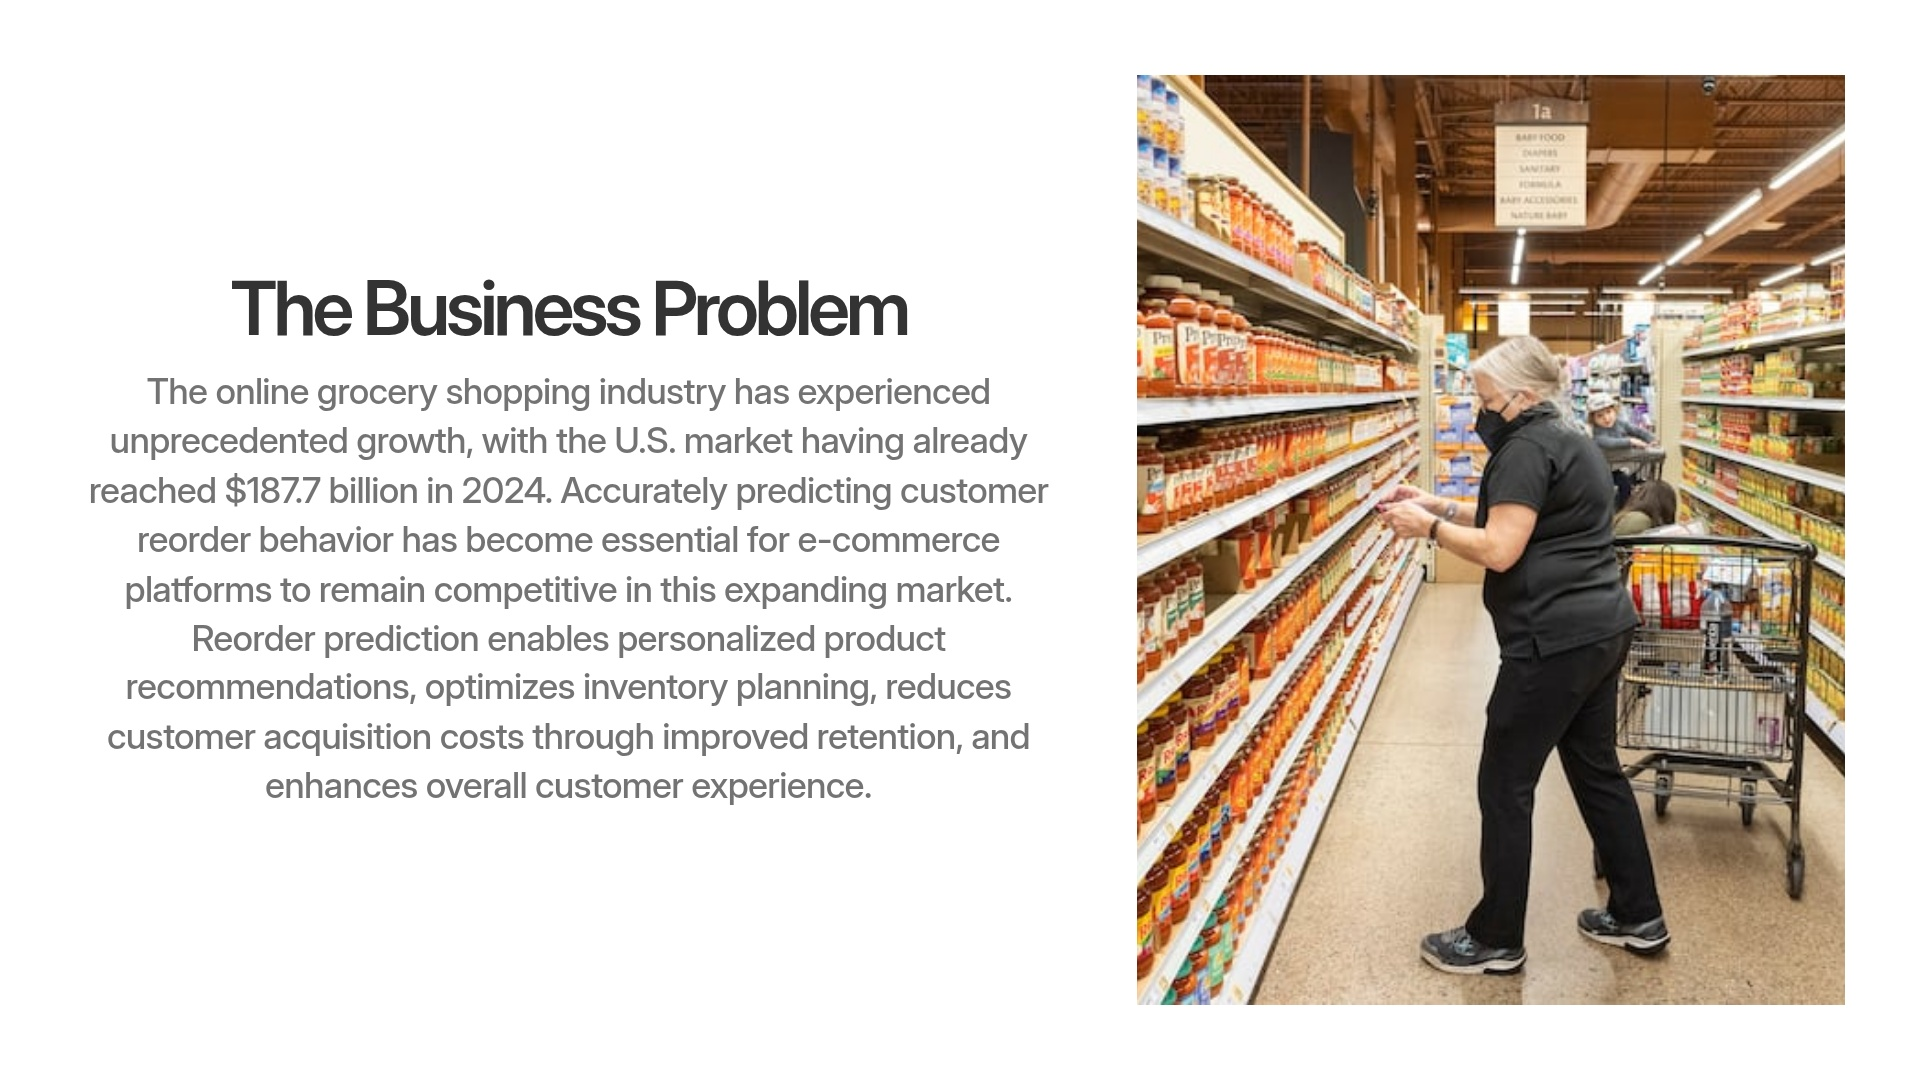 The Business Problem
The online grocery shopping industry has experienced
unprecedented growth, with the U.S. market having already
reached $187.7 billion in 2024. Accurately predicting customer
reorder behavior has become essential for e-commerce
platforms to remain competitive in this expanding market.
Reorder prediction enables personalized product
recommendations, optimizes inventory planning, reduces
customer acquisition costs through improved retention, and
enhances overall customer experience.
1a
BABY FOOD
DIAPERS
SANITARY
FORMULA
BABY ACCESSORIES
NATURE BABY